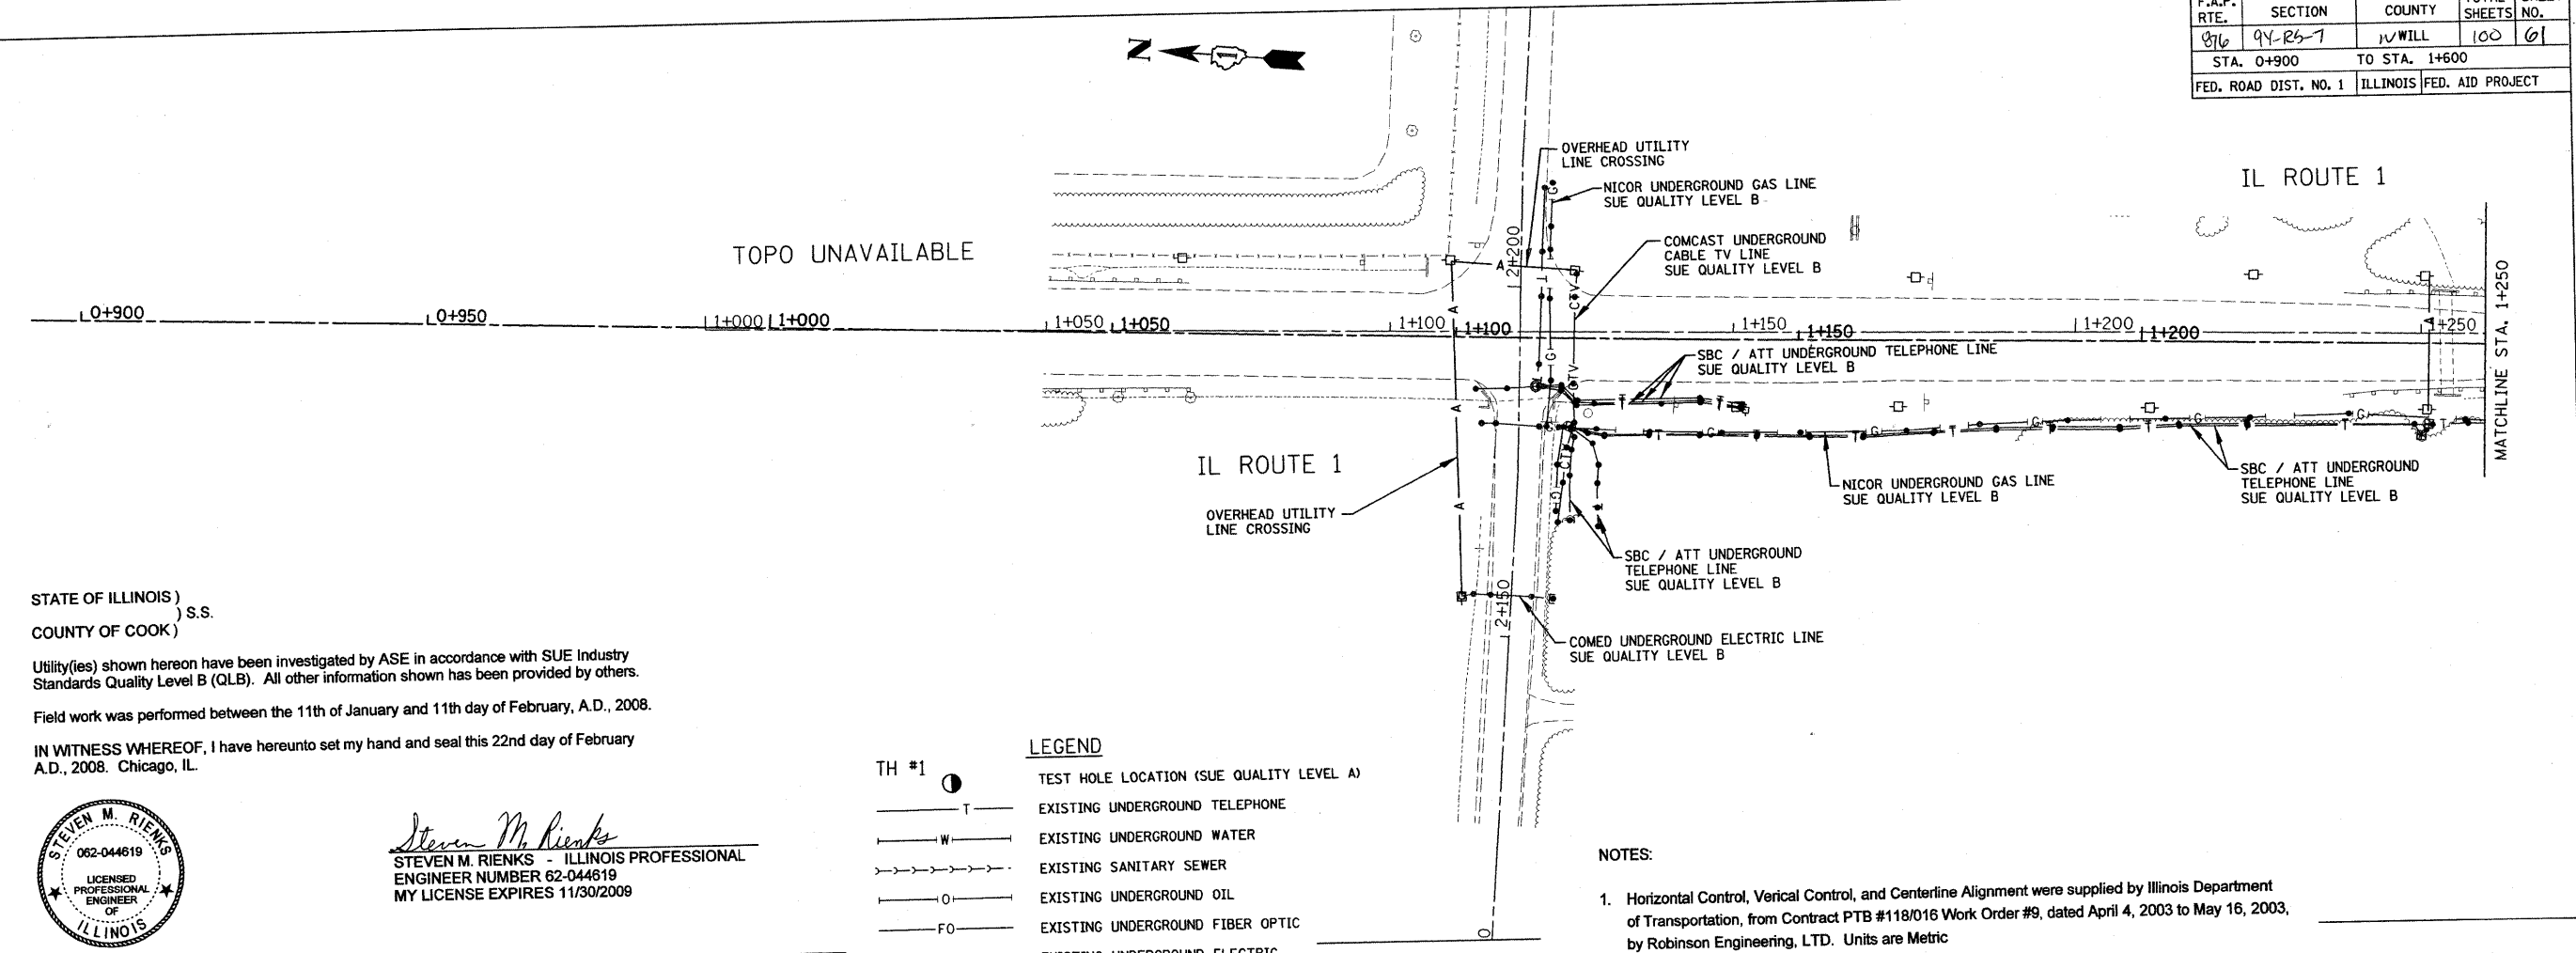 F.A.P.
RTE. SECTION COUNTY SHEETS NO.
876 9Y-RS-7 WILL 100 61
STA. 0+900 TO STA. 1+600
FED. ROAD DIST. NO. 1 ILLINOIS FED. AID PROJECT
N
OVERHEAD UTILITY
LINE CROSSING
NICOR UNDERGROUND GAS LINE
SUE QUALITY LEVEL B
IL ROUTE 1
COMCAST UNDERGROUND
CABLE TV LINE
SUE QUALITY LEVEL B
TOPO UNAVAILABLE
2+200
MATCHLINE STA. 1+250
0+900 0+950 1+000 1+000 1+050 1+050 1+100 1+100 1+150 1+150 1+200 1+200 1+250
SBC / ATT UNDERGROUND TELEPHONE LINE
SUE QUALITY LEVEL B
IL ROUTE 1
OVERHEAD UTILITY
LINE CROSSING
NICOR UNDERGROUND GAS LINE
SUE QUALITY LEVEL B
SBC / ATT UNDERGROUND
TELEPHONE LINE
SUE QUALITY LEVEL B
SBC / ATT UNDERGROUND
TELEPHONE LINE
SUE QUALITY LEVEL B
2+150
COMED UNDERGROUND ELECTRIC LINE
SUE QUALITY LEVEL B
STATE OF ILLINOIS )
) S.S.
COUNTY OF COOK )
Utility(ies) shown hereon have been investigated by ASE in accordance with SUE Industry
Standards Quality Level B (QLB). All other information shown has been provided by others.
Field work was performed between the 11th of January and 11th day of February, A.D., 2008.
IN WITNESS WHEREOF, I have hereunto set my hand and seal this 22nd day of February
A.D., 2008. Chicago, IL.
STEVEN M. RIENKS
062-044619
LICENSED
PROFESSIONAL
ENGINEER
OF
ILLINOIS
Steven M. Rienks
STEVEN M. RIENKS - ILLINOIS PROFESSIONAL
ENGINEER NUMBER 62-044619
MY LICENSE EXPIRES 11/30/2009
LEGEND
TH #1 TEST HOLE LOCATION (SUE QUALITY LEVEL A)
T EXISTING UNDERGROUND TELEPHONE
W EXISTING UNDERGROUND WATER
EXISTING SANITARY SEWER
O EXISTING UNDERGROUND OIL
FO EXISTING UNDERGROUND FIBER OPTIC
EXISTING UNDERGROUND ELECTRIC
NOTES:
1. Horizontal Control, Verical Control, and Centerline Alignment were supplied by Illinois Department
of Transportation, from Contract PTB #118/016 Work Order #9, dated April 4, 2003 to May 16, 2003,
by Robinson Engineering, LTD. Units are Metric